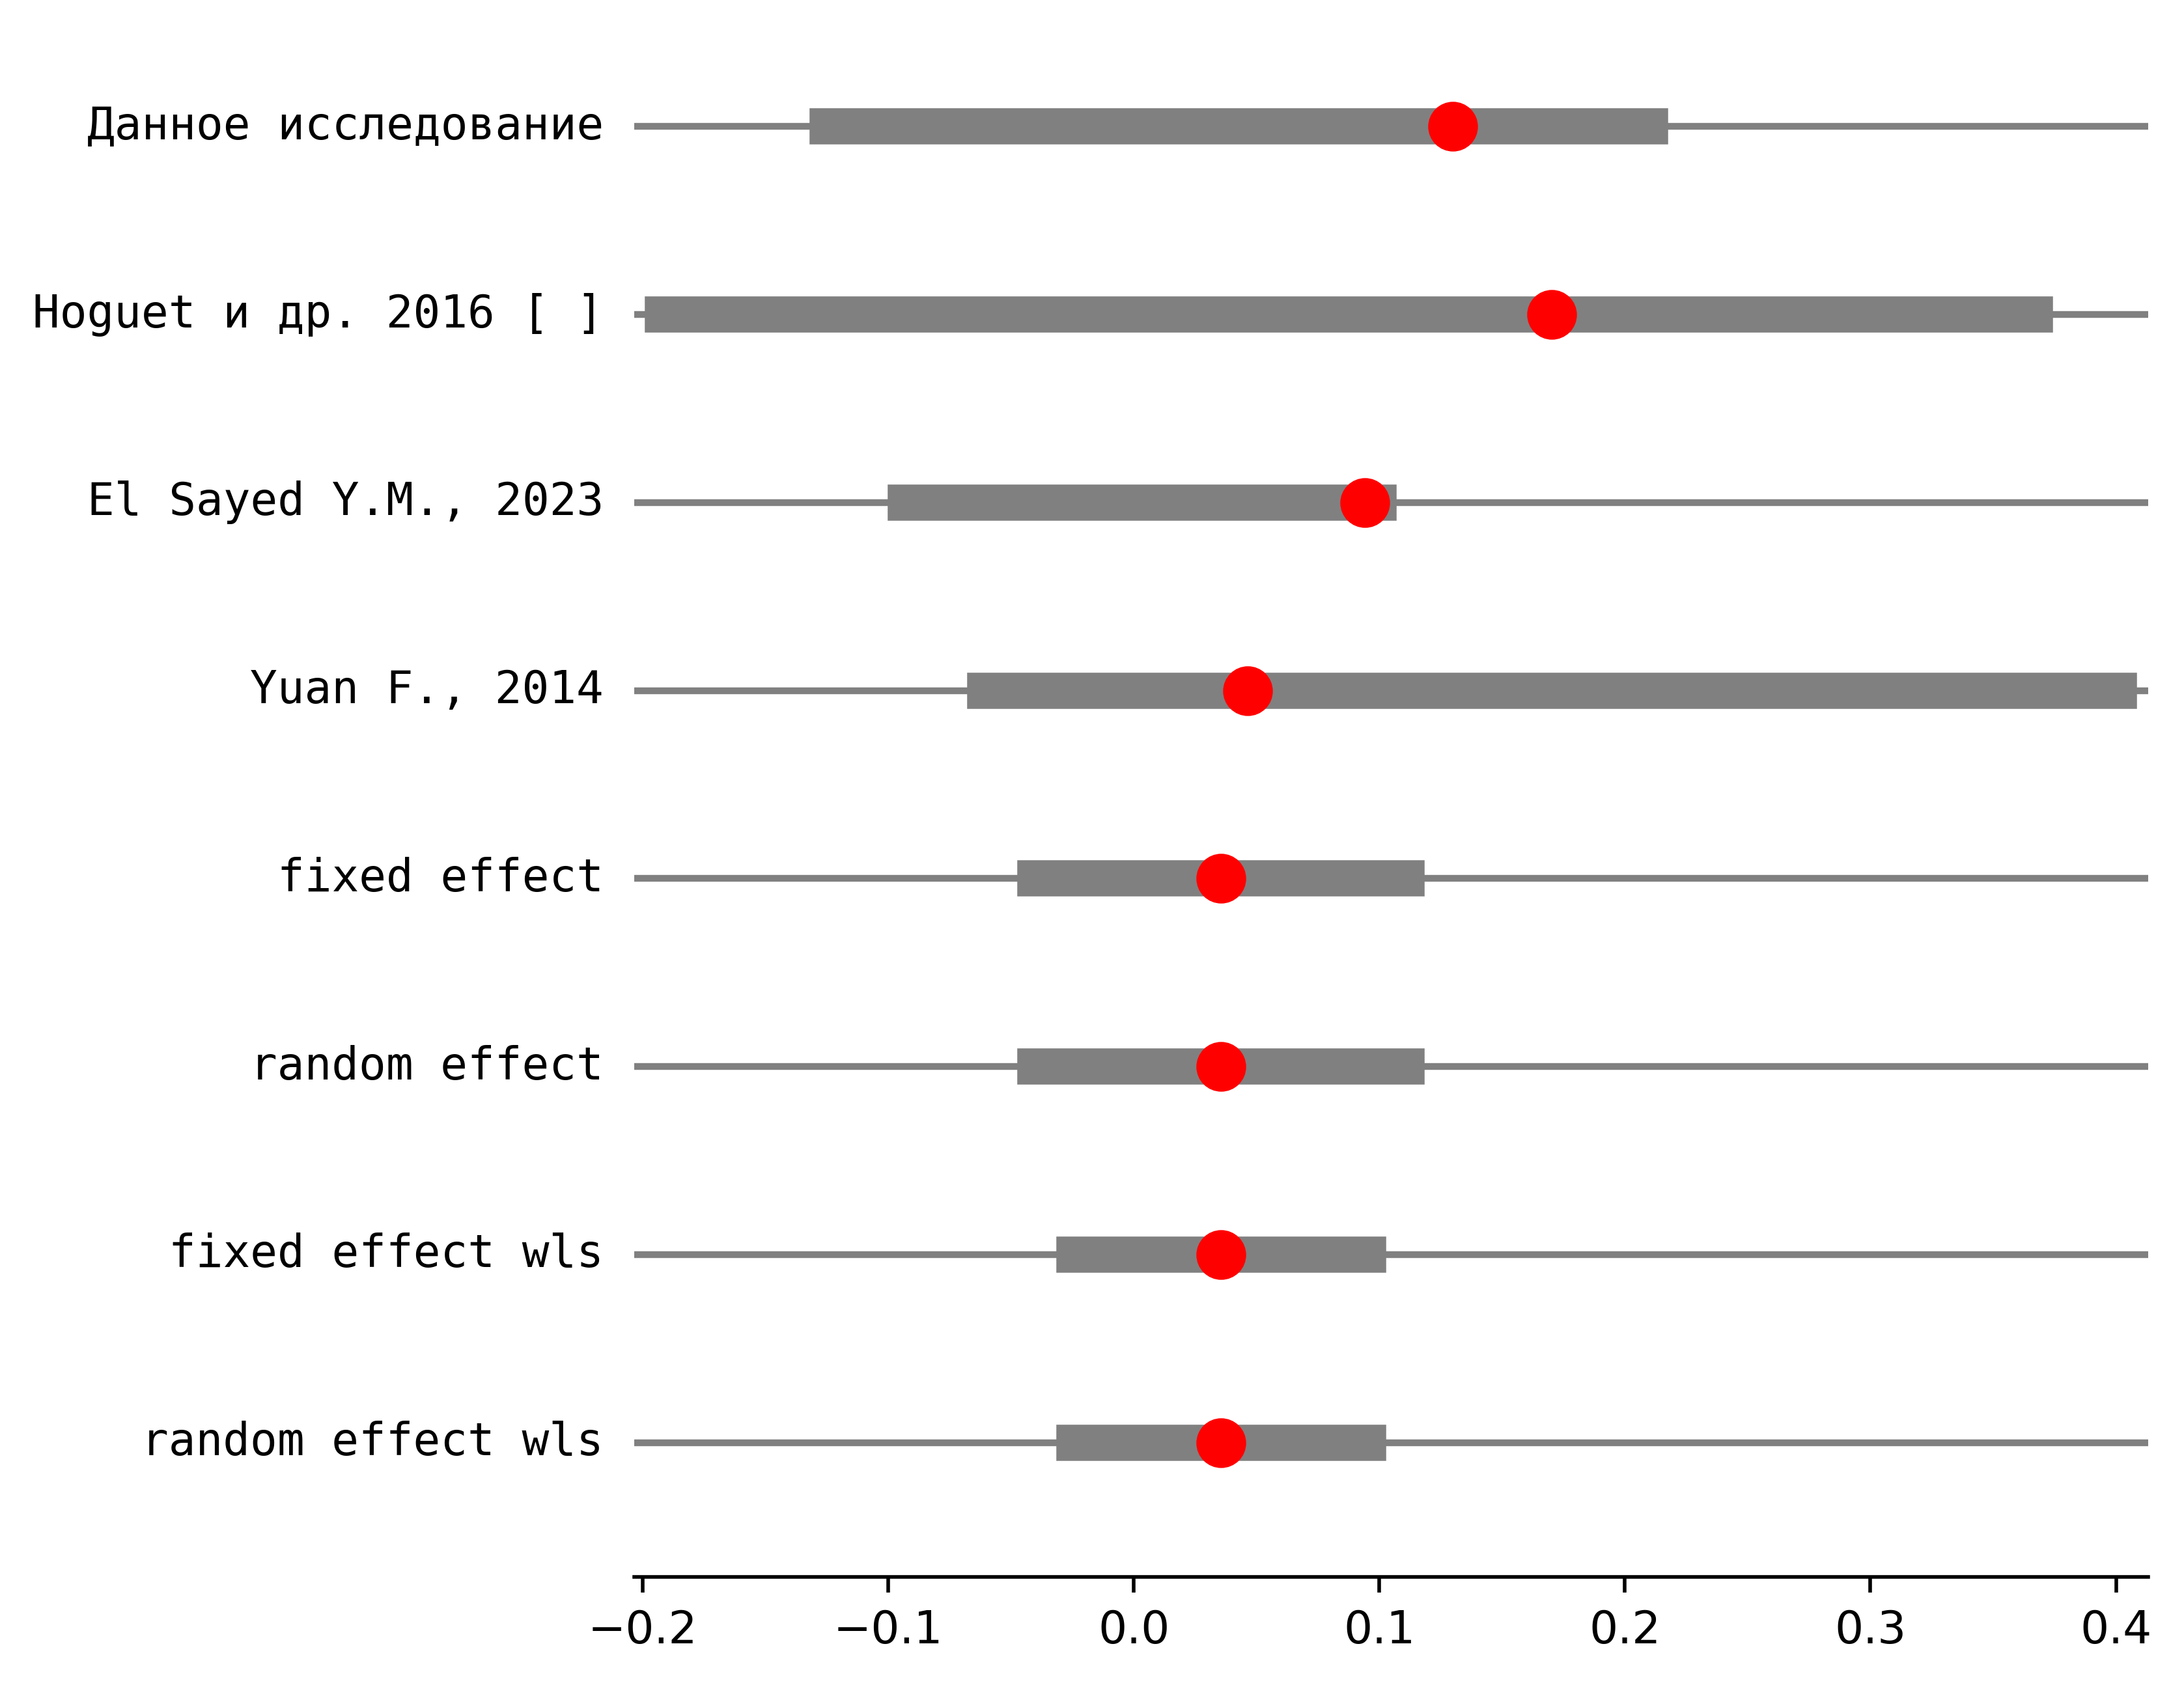 Данное исследование
Hoguet и др. 2016 [ ]
El Sayed Y.M., 2023
Yuan F., 2014
fixed effect
random effect
fixed effect wls
random effect wls
−0.2 −0.1 0.0 0.1 0.2 0.3 0.4